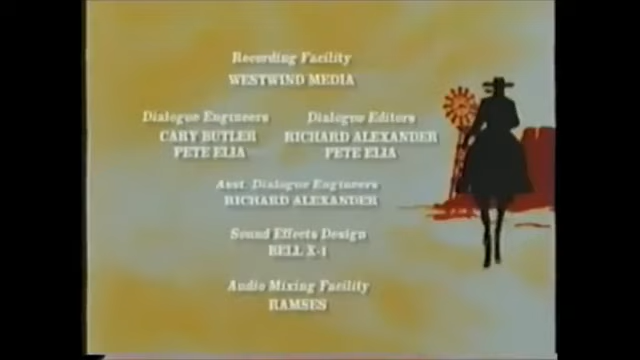 Recording Facility
WESTWIND MEDIA
Dialogue Engineers
CARY BUTLER
PETE ELIA
Dialogue Editors
RICHARD ALEXANDER
PETE ELIA
Asst. Dialogue Engineers
RICHARD ALEXANDER
Sound Effects Design
BELL X-1
Audio Mixing Facility
RAMSES